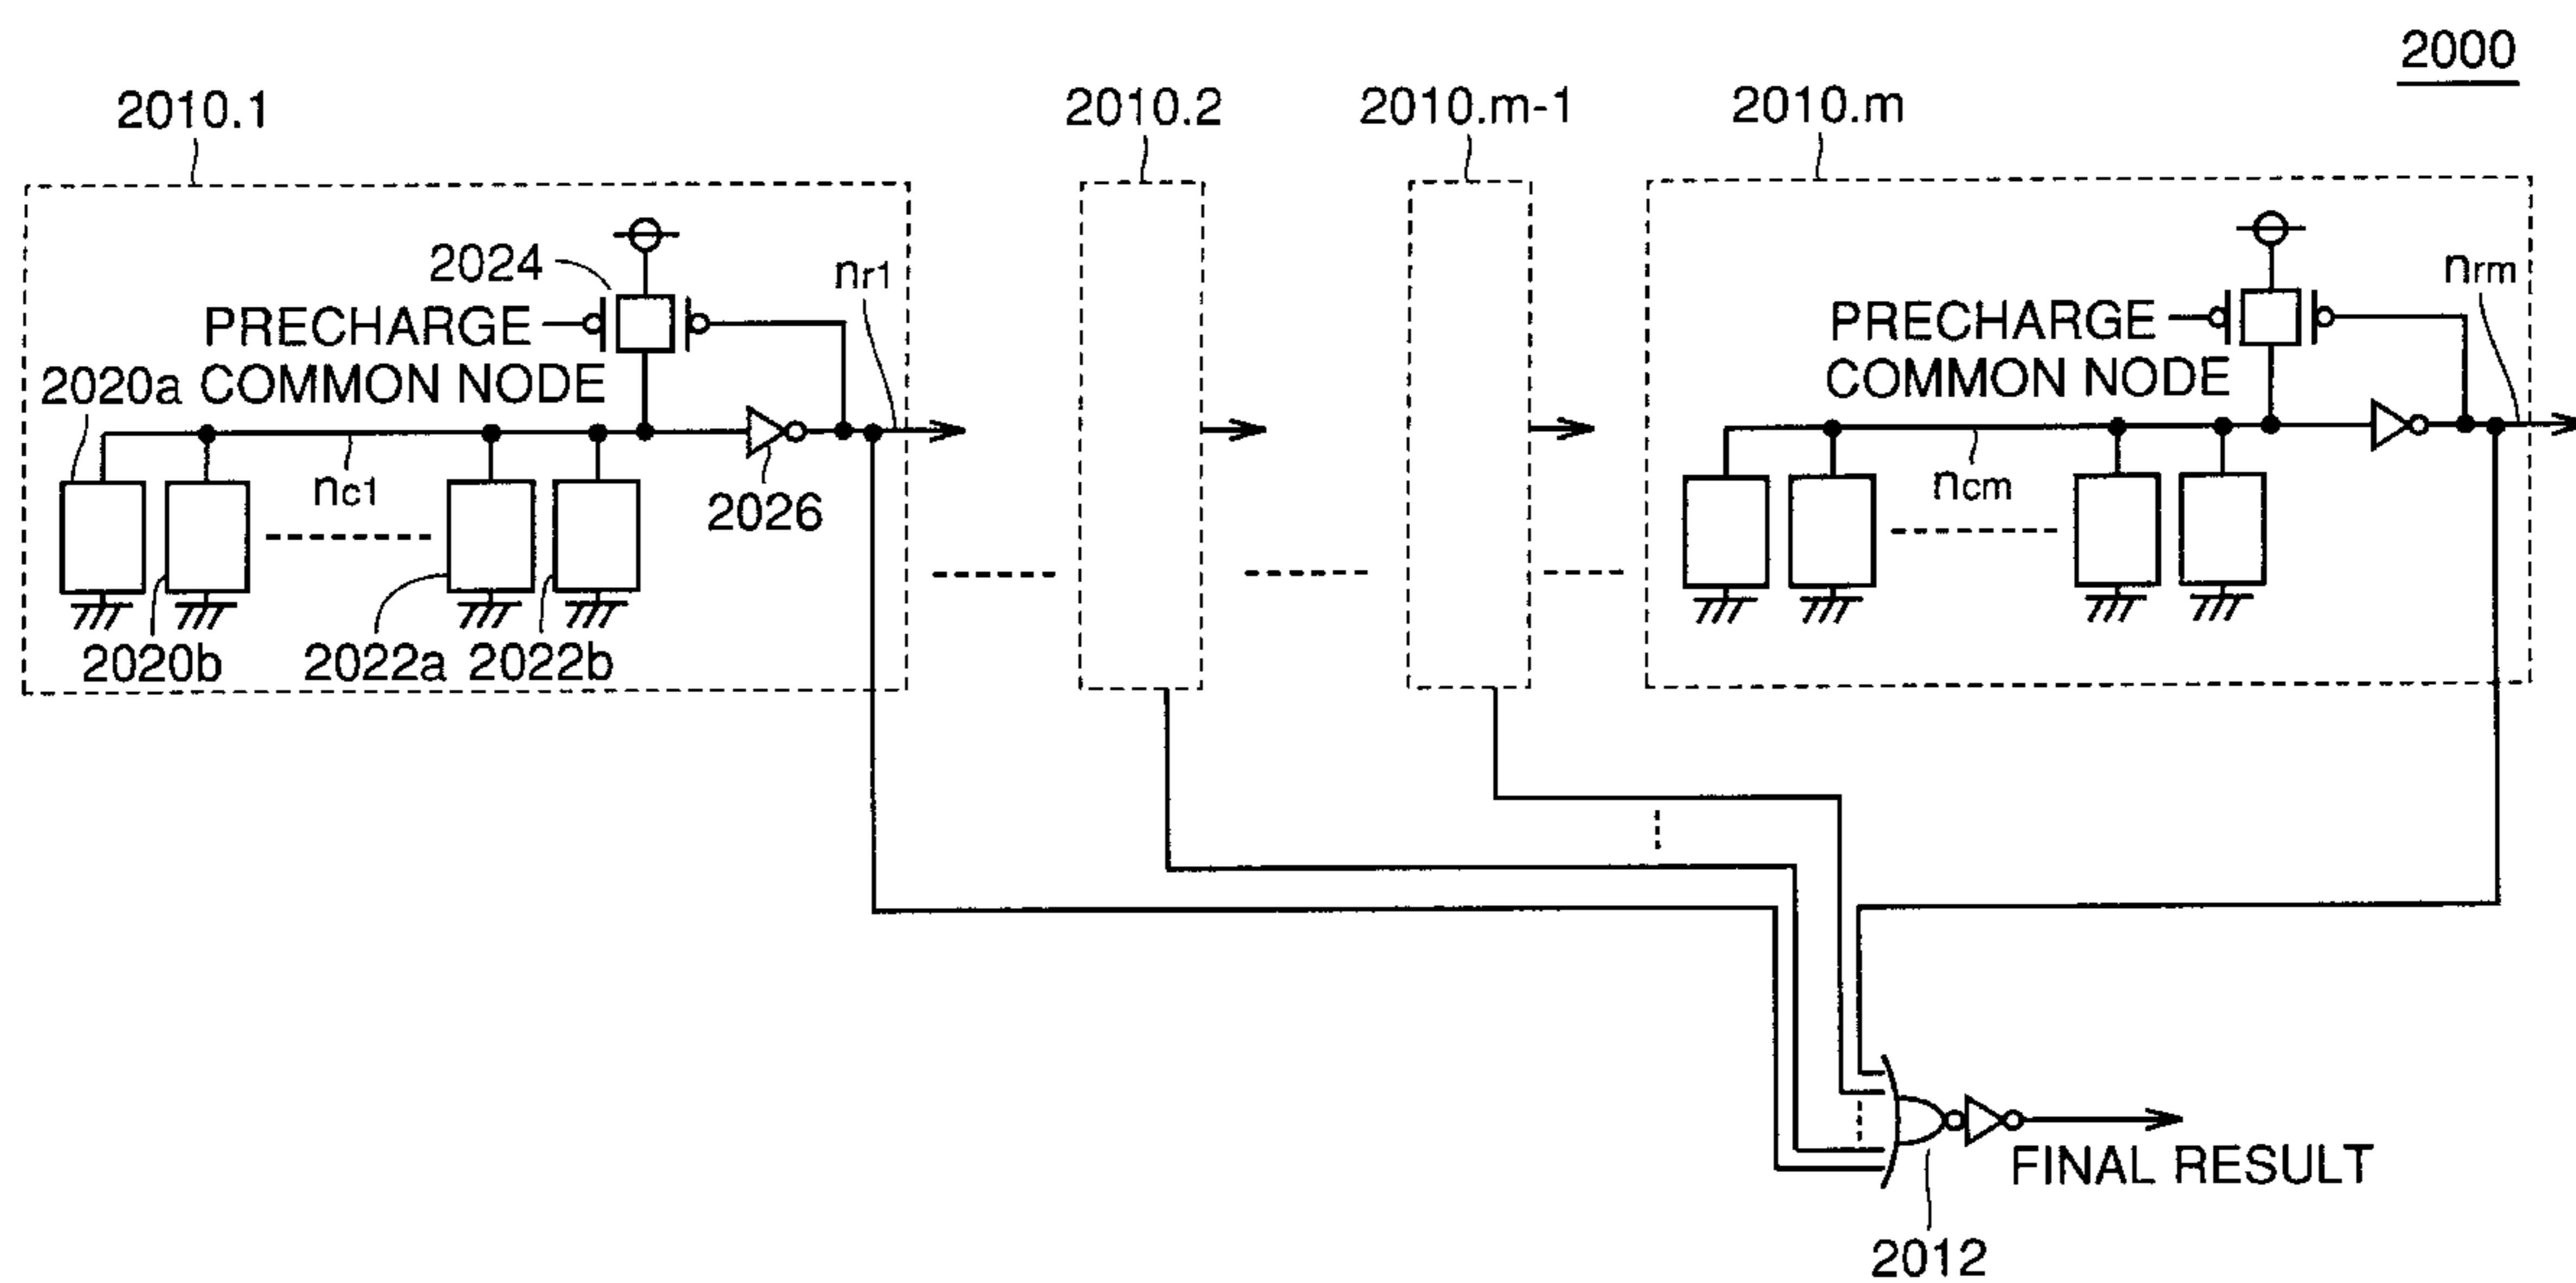 2000
2010.1
2010.2
2010.m-1
2010.m
2024
nr1
nrm
PRECHARGE
PRECHARGE
2020a COMMON NODE
COMMON NODE
nc1
2026
ncm
2020b
2022a
2022b
FINAL RESULT
2012